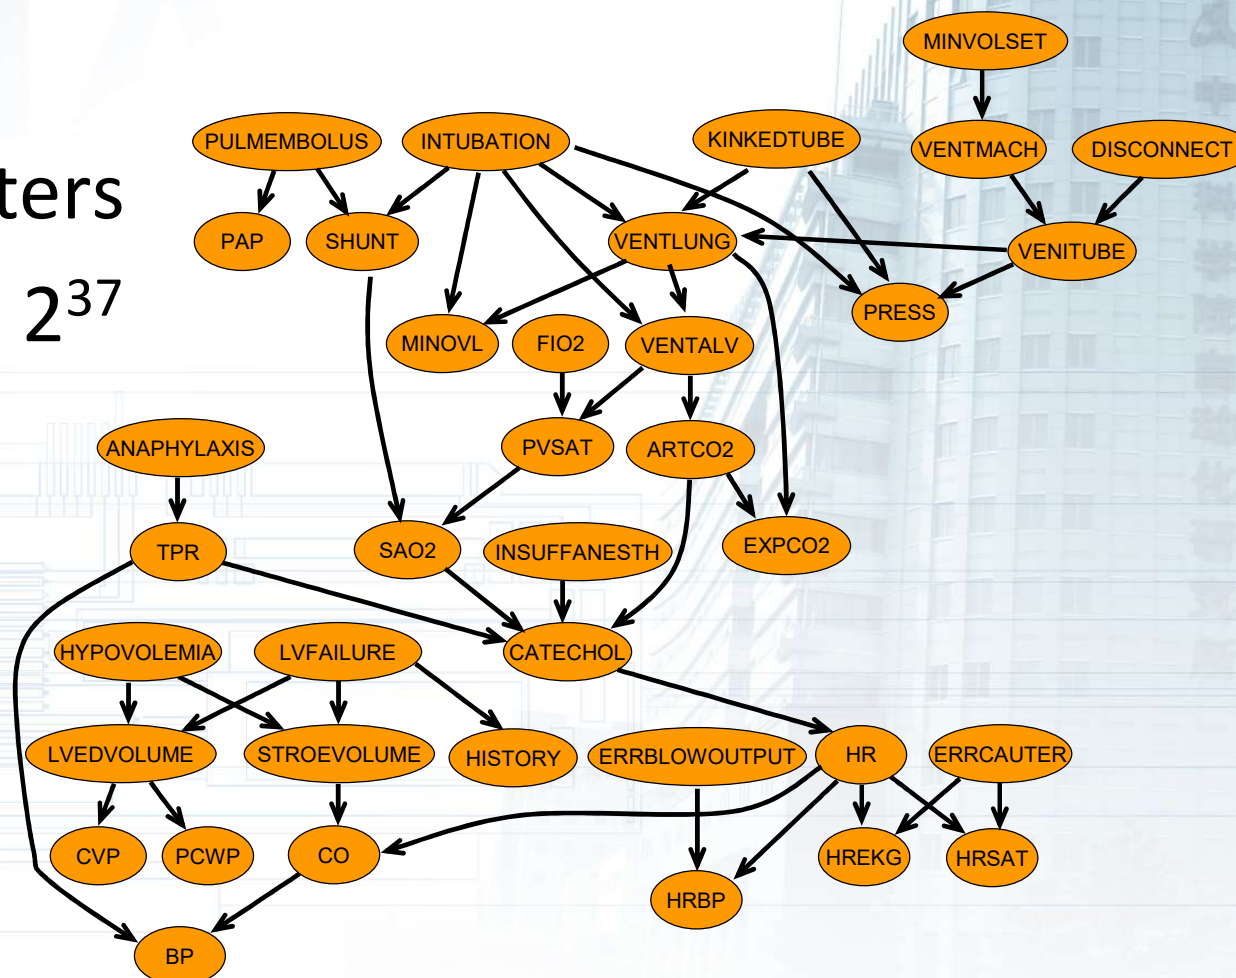 MINVOLSET
PULMEMBOLUS INTUBATION KINKEDTUBE VENTMACH DISCONNECT
ters
PAP SHUNT VENTLUNG VENITUBE
2³⁷
PRESS
MINOVL FIO2 VENTALV
ANAPHYLAXIS PVSAT ARTCO2
TPR SAO2 INSUFFANESTH EXPCO2
HYPOVOLEMIA LVFAILURE CATECHOL
LVEDVOLUME STROEVOLUME HISTORY ERRBLOWOUTPUT HR ERRCAUTER
CVP PCWP CO HREKG HRSAT
HRBP
BP